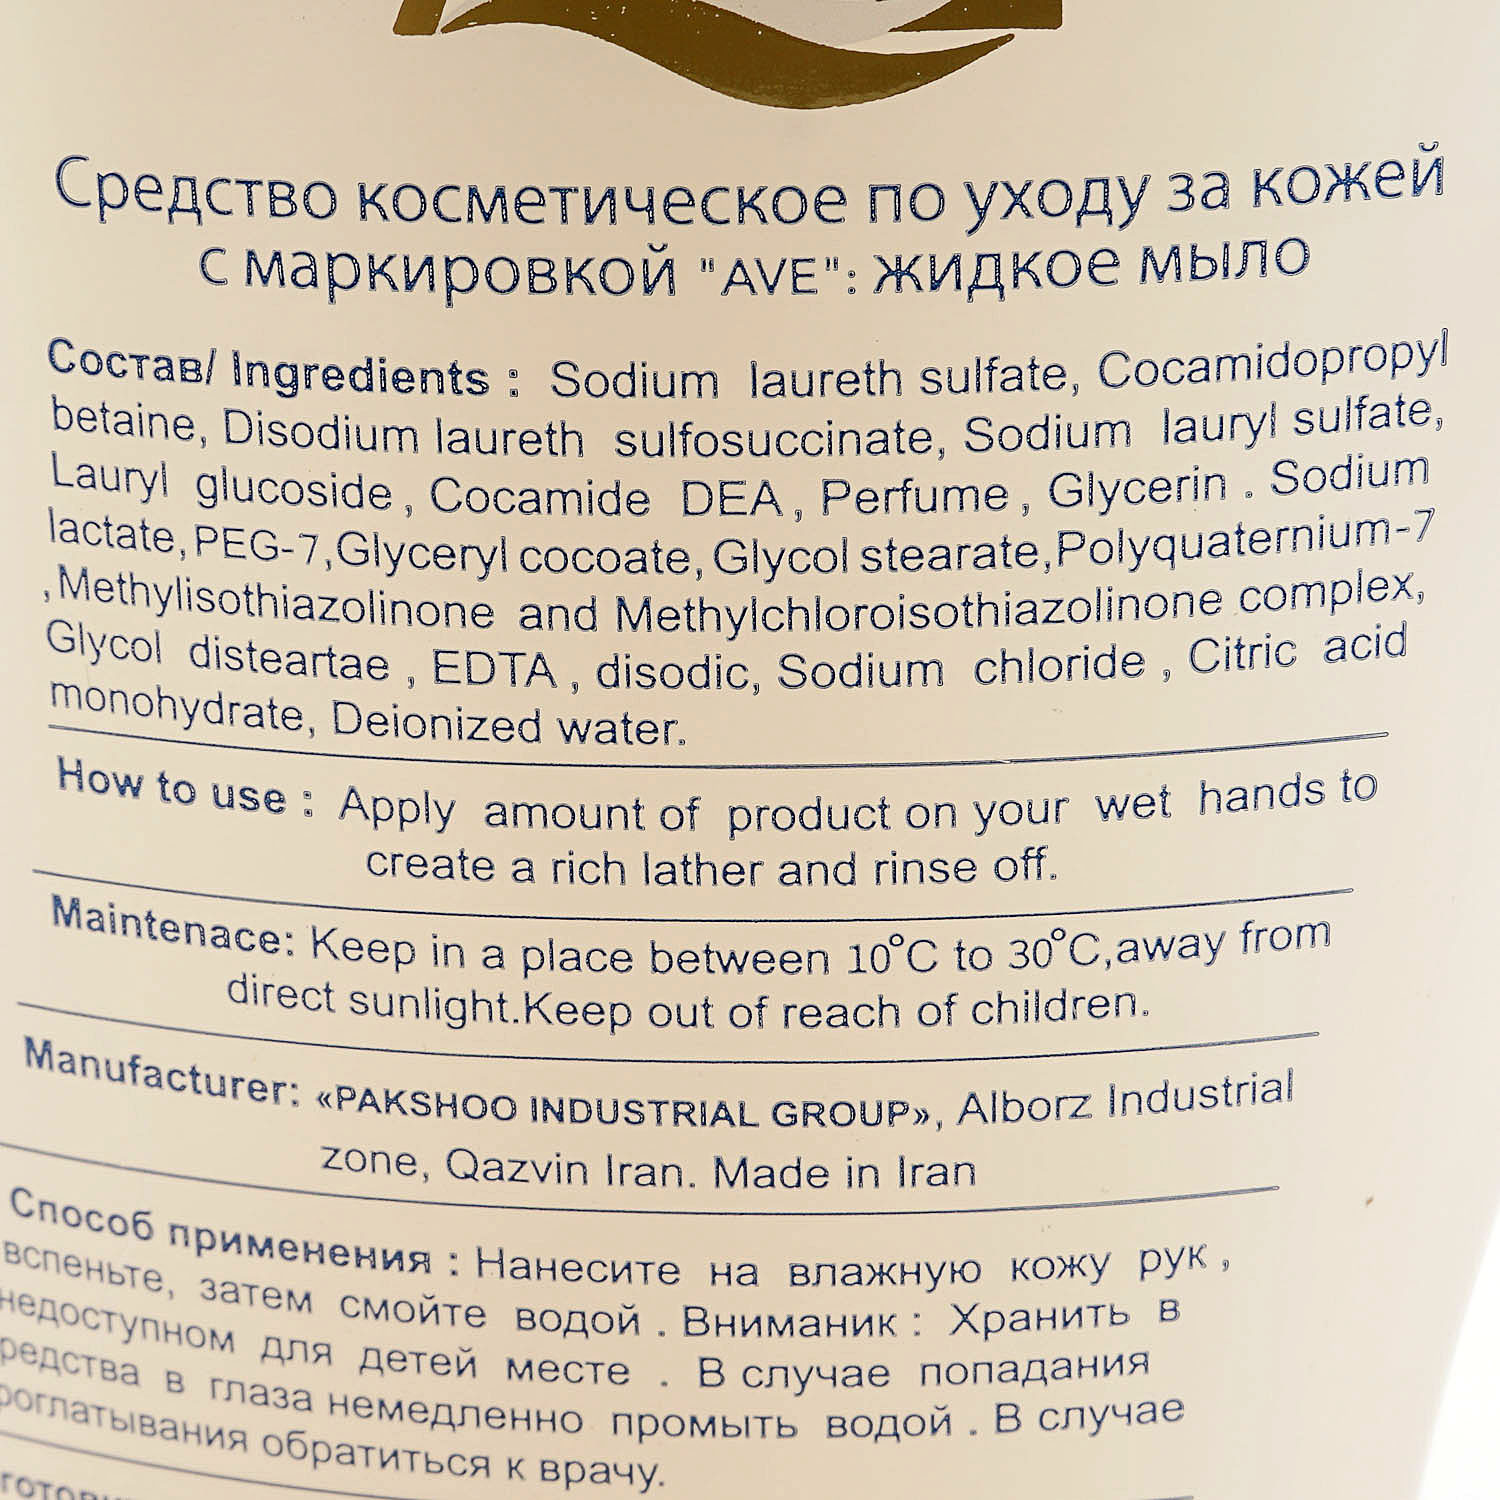 Средство косметическое по уходу за кожей
с маркировкой "AVE": жидкое мыло
Состав/ Ingredients : Sodium laureth sulfate, Cocamidopropyl
betaine, Disodium laureth sulfosuccinate, Sodium lauryl sulfate,
Lauryl glucoside, Cocamide DEA, Perfume, Glycerin . Sodium
lactate, PEG-7,Glyceryl cocoate, Glycol stearate,Polyquaternium-7
,Methylisothiazolinone and Methylchloroisothiazolinone complex,
Glycol disteartae , EDTA , disodic, Sodium chloride , Citric acid
monohydrate, Deionized water.
How to use : Apply amount of product on your wet hands to
create a rich lather and rinse off.
Maintenace: Keep in a place between 10°C to 30°C,away from
direct sunlight.Keep out of reach of children.
Manufacturer: «PAKSHOO INDUSTRIAL GROUP», Alborz Industrial
zone, Qazvin Iran. Made in Iran
Способ применения : Нанесите на влажную кожу рук ,
вспеньте, затем смойте водой . Вниманик : Хранить в
недоступном для детей месте . В случае попадания
редства в глаза немедленно промыть водой . В случае
роглатывания обратиться к врачу.